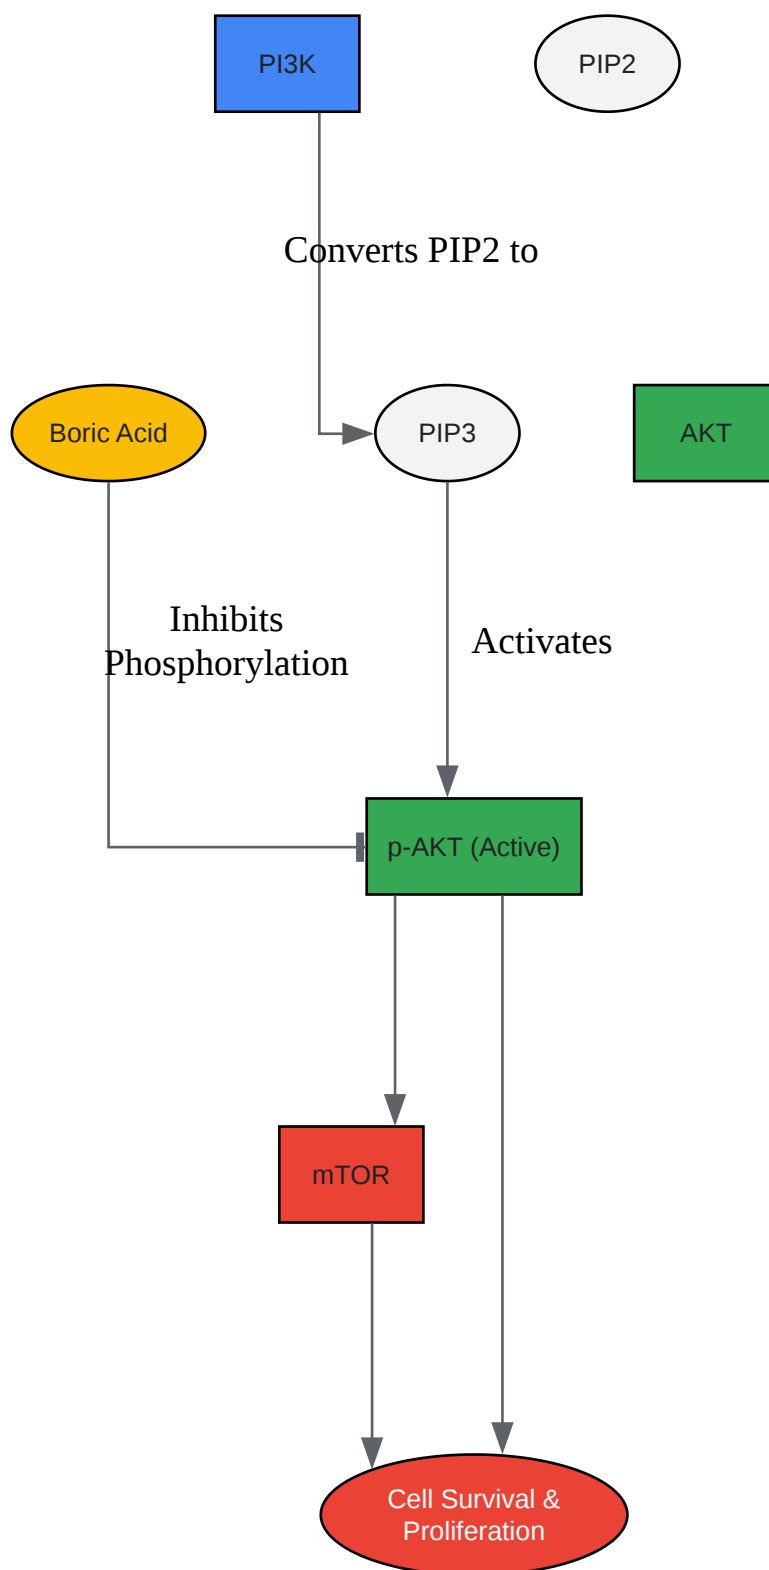 PI3K
PIP2
Converts PIP2 to
Boric Acid
PIP3
AKT
Inhibits
Phosphorylation
Activates
p-AKT (Active)
mTOR
Cell Survival &
Proliferation